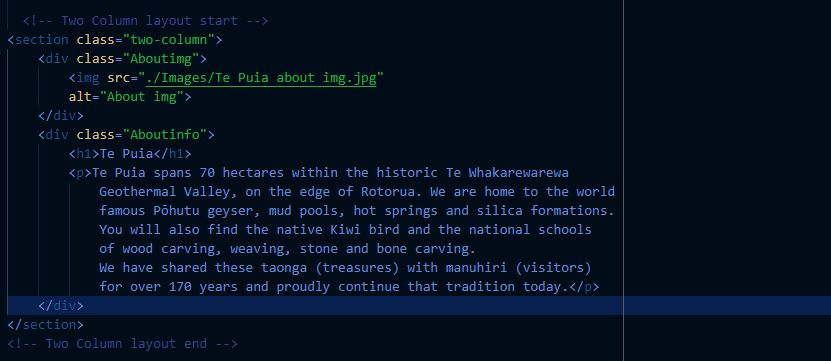 <!-- Two Column layout start -->
<section class="two-column">
<div class="Aboutimg">
<img src="./Images/Te Puia about img.jpg"
alt="About img">
</div>
<div class="Aboutinfo">
<h1>Te Puia</h1>
<p>Te Puia spans 70 hectares within the historic Te Whakarewarewa
Geothermal Valley, on the edge of Rotorua. We are home to the world
famous Pōhutu geyser, mud pools, hot springs and silica formations.
You will also find the native Kiwi bird and the national schools
of wood carving, weaving, stone and bone carving.
We have shared these taonga (treasures) with manuhiri (visitors)
for over 170 years and proudly continue that tradition today.</p>
</div>
</section>
<!-- Two Column layout end -->